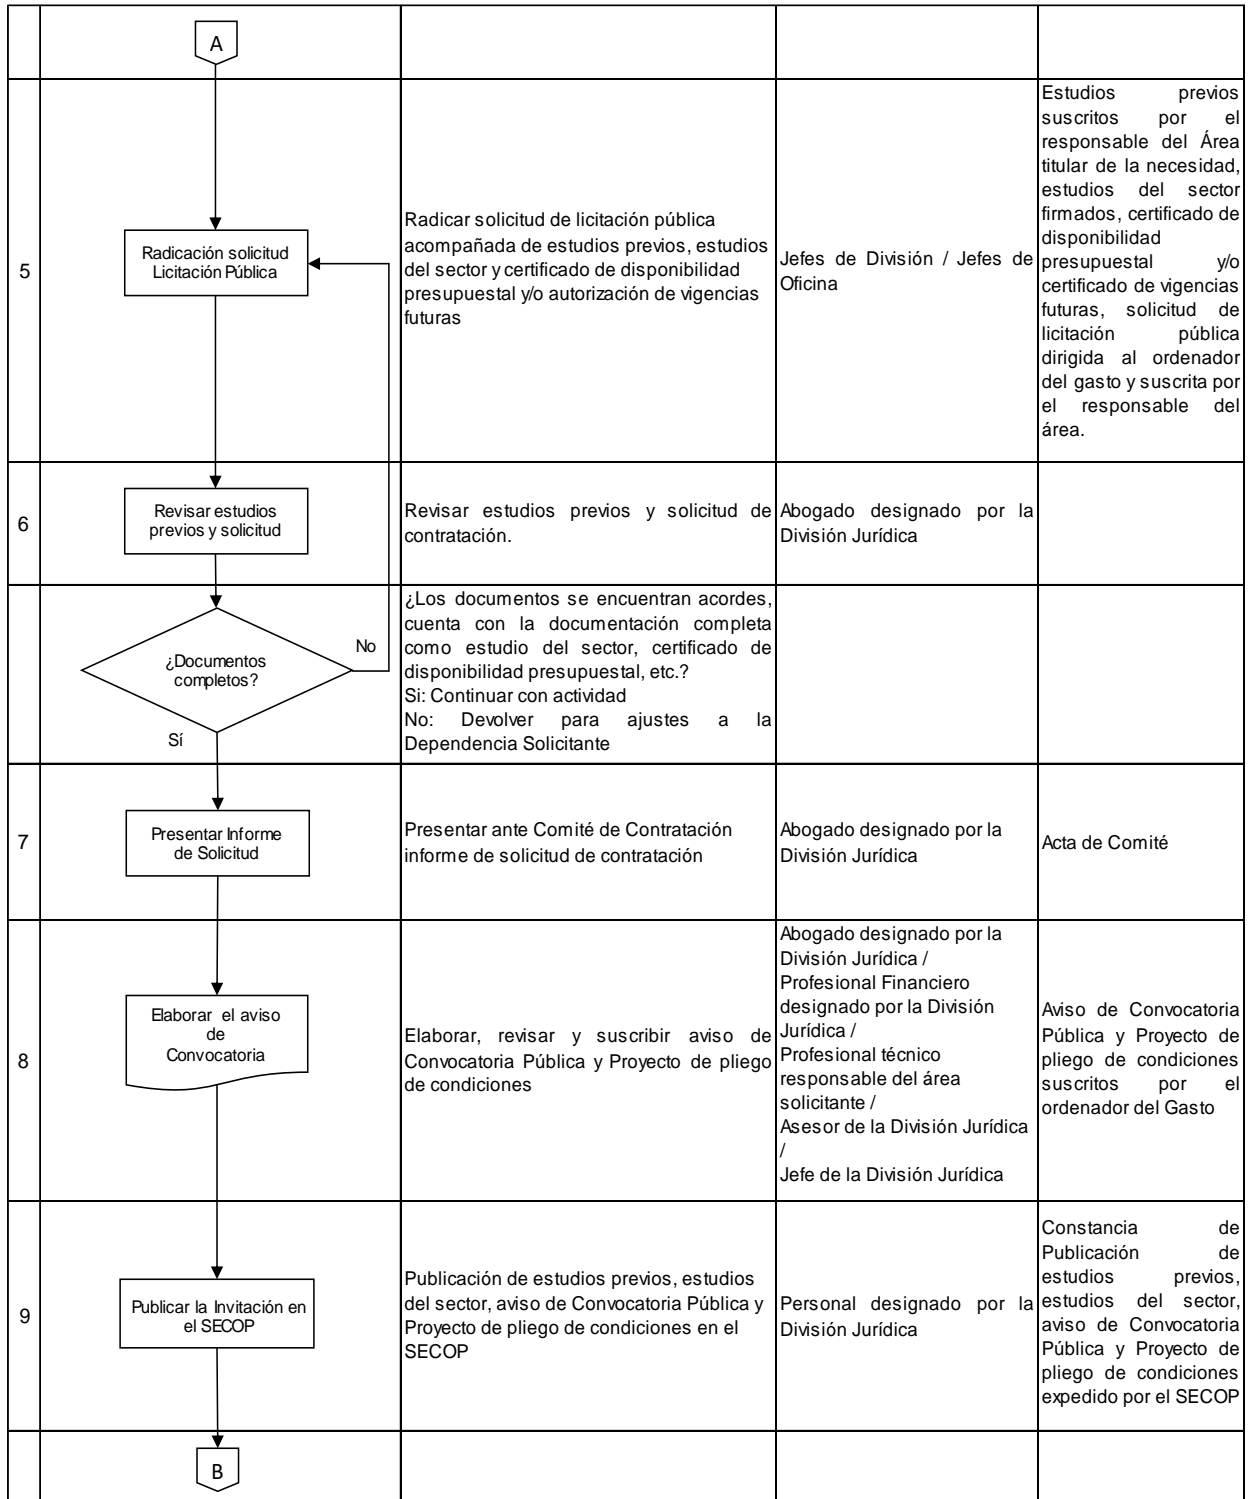 A
5
Radicación solicitud
Licitación Pública
Radicar solicitud de licitación pública
acompañada de estudios previos, estudios
del sector y certificado de disponibilidad
presupuestal y/o autorización de vigencias
futuras
Jefes de División / Jefes de
Oficina
Estudios previos
suscritos por el
responsable del Área
titular de la necesidad,
estudios del sector
firmados, certificado de
disponibilidad
presupuestal y/o
certificado de vigencias
futuras, solicitud de
licitación pública
dirigida al ordenador
del gasto y suscrita por
el responsable del
área.
6
Revisar estudios
previos y solicitud
Revisar estudios previos y solicitud de
contratación.
Abogado designado por la
División Jurídica
¿Documentos
completos?
No
Sí
¿Los documentos se encuentran acordes,
cuenta con la documentación completa
como estudio del sector, certificado de
disponibilidad presupuestal, etc.?
Si: Continuar con actividad
No: Devolver para ajustes a la
Dependencia Solicitante
7
Presentar Informe
de Solicitud
Presentar ante Comité de Contratación
informe de solicitud de contratación
Abogado designado por la
División Jurídica
Acta de Comité
8
Elaborar el aviso
de
Convocatoria
Elaborar, revisar y suscribir aviso de
Convocatoria Pública y Proyecto de pliego
de condiciones
Abogado designado por la
División Jurídica /
Profesional Financiero
designado por la División
Jurídica /
Profesional técnico
responsable del área
solicitante /
Asesor de la División Jurídica
/
Jefe de la División Jurídica
Aviso de Convocatoria
Pública y Proyecto de
pliego de condiciones
suscritos por el
ordenador del Gasto
9
Publicar la Invitación en
el SECOP
Publicación de estudios previos, estudios
del sector, aviso de Convocatoria Pública y
Proyecto de pliego de condiciones en el
SECOP
Personal designado por la
División Jurídica
Constancia de
Publicación de
estudios previos,
estudios del sector,
aviso de Convocatoria
Pública y Proyecto de
pliego de condiciones
expedido por el SECOP
B